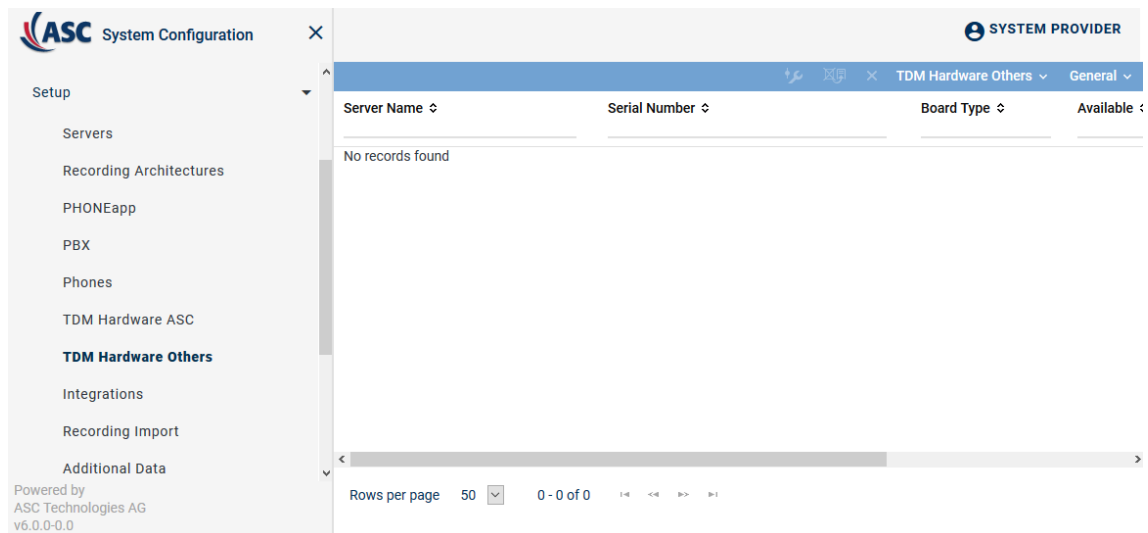 ASC System Configuration
SYSTEM PROVIDER
Setup
Servers
Recording Architectures
PHONEapp
PBX
Phones
TDM Hardware ASC
TDM Hardware Others
Integrations
Recording Import
Additional Data
Powered by
ASC Technologies AG
v6.0.0-0.0
TDM Hardware Others General
Server Name Serial Number Board Type Available
No records found
Rows per page 50 0 - 0 of 0